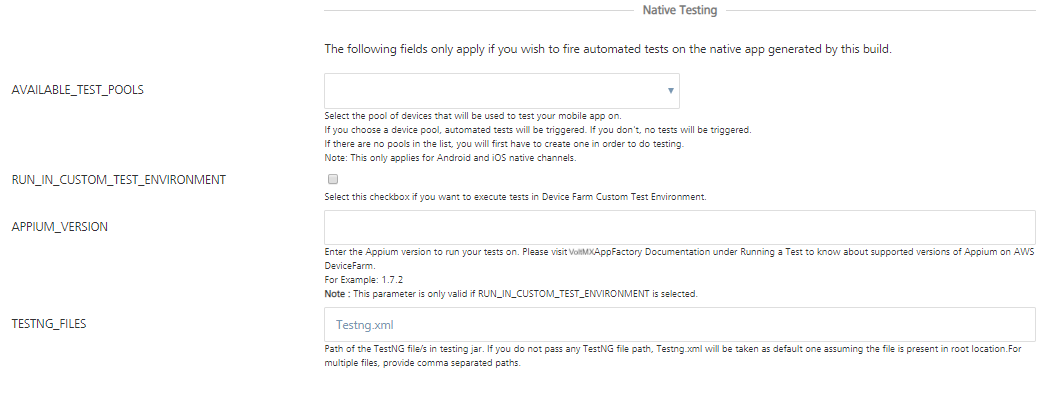 Native Testing
The following fields only apply if you wish to fire automated tests on the native app generated by this build.
AVAILABLE_TEST_POOLS
Select the pool of devices that will be used to test your mobile app on.
If you choose a device pool, automated tests will be triggered. If you don't, no tests will be triggered.
If there are no pools in the list, you will first have to create one in order to do testing.
Note: This only applies for Android and iOS native channels.
RUN_IN_CUSTOM_TEST_ENVIRONMENT
Select this checkbox if you want to execute tests in Device Farm Custom Test Environment.
APPIUM_VERSION
Enter the Appium version to run your tests on. Please visit VoltMX AppFactory Documentation under Running a Test to know about supported versions of Appium on AWS
DeviceFarm.
For Example: 1.7.2
Note : This parameter is only valid if RUN_IN_CUSTOM_TEST_ENVIRONMENT is selected.
TESTNG_FILES
Testng.xml
Path of the TestNG file/s in testing jar. If you do not pass any TestNG file path, Testng.xml will be taken as default one assuming the file is present in root location.For
multiple files, provide comma separated paths.